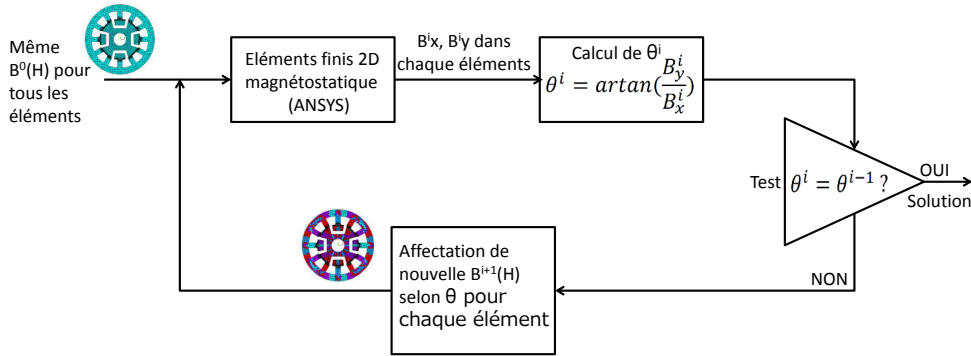 Même
B⁰(H) pour
tous les
éléments
Eléments finis 2D
magnétostatique
(ANSYS)
Bⁱx, Bⁱy dans
chaque éléments
Calcul de θⁱ
θⁱ = artan(Bⁱy/Bⁱx)
Test
θⁱ = θⁱ⁻¹ ?
OUI
Solution
NON
Affectation de
nouvelle Bⁱ⁺¹(H)
selon θ pour
chaque élément